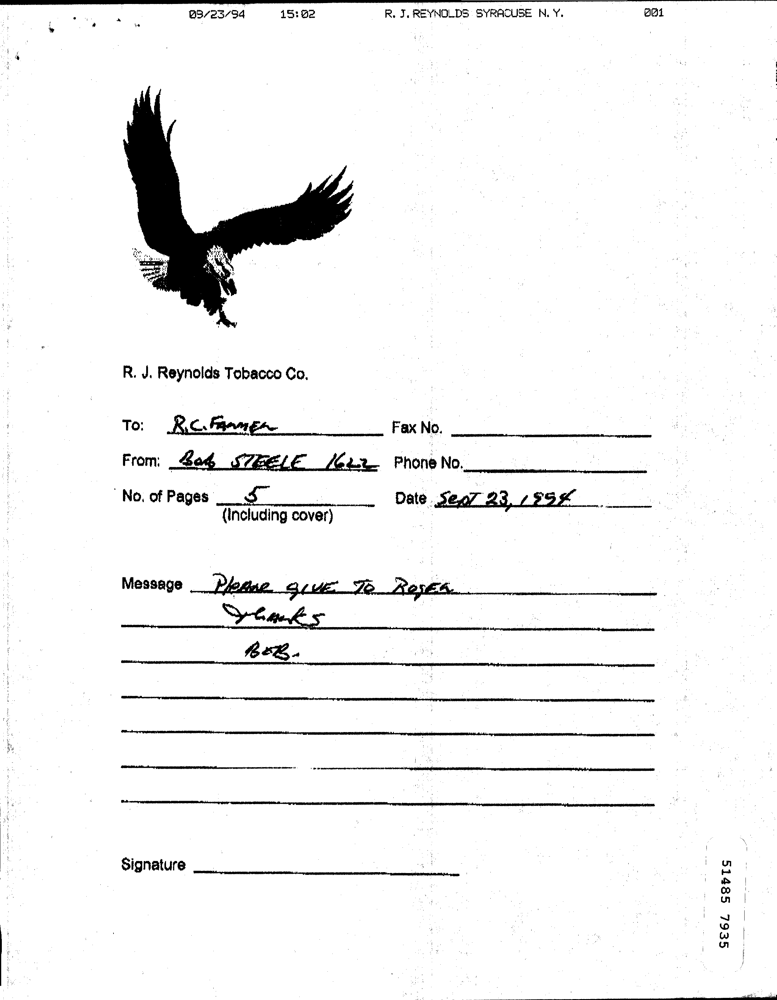 09/23/94 15:02 R. J. REYNOLDS SYRACUSE N. Y. 001
R. J. Reynolds Tobacco Co.
To: R.C. FARMER Fax No.
From: Bob STEELE 1622 Phone No.
No. of Pages 5 Date Sept 23, 1994
(Including cover)
Message Please GIVE TO ROGER
Thanks
BOB.
Signature
51485 7935